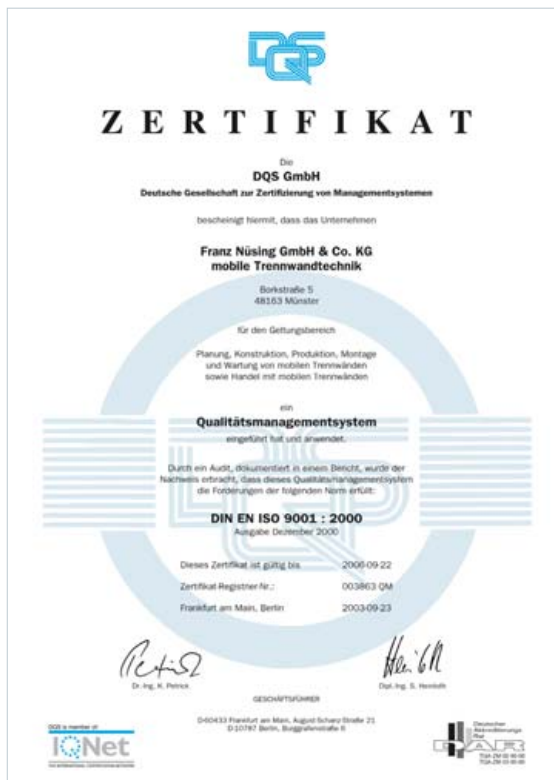 DQS
ZERTIFIKAT
Die
DQS GmbH
Deutsche Gesellschaft zur Zertifizierung von Managementsystemen
bescheinigt hiermit, dass das Unternehmen
Franz Nüsing GmbH & Co. KG
mobile Trennwandtechnik
Borkstraße 5
48163 Münster
für den Geltungsbereich
Planung, Konstruktion, Produktion, Montage
und Wartung von mobilen Trennwänden
sowie Handel mit mobilen Trennwänden
ein
Qualitätsmanagementsystem
eingeführt hat und anwendet.
Durch ein Audit, dokumentiert in einem Bericht, wurde der
Nachweis erbracht, dass dieses Qualitätsmanagementsystem
die Forderungen der folgenden Norm erfüllt:
DIN EN ISO 9001 : 2000
Ausgabe Dezember 2000
Dieses Zertifikat ist gültig bis 2006-09-22
Zertifikat-Registrier-Nr.: 003863 QM
Frankfurt am Main, Berlin 2003-09-23
Dr.-Ing. K. Petrick
Dipl.-Ing. S. Heinloth
GESCHÄFTSFÜHRER
D-60433 Frankfurt am Main, August-Schanz-Straße 21
D-10787 Berlin, Burggrafenstraße 6
DQS is member of:
IQNet
THE INTERNATIONAL CERTIFICATION NETWORK
Deutscher
Akkreditierungs
Rat
DAR